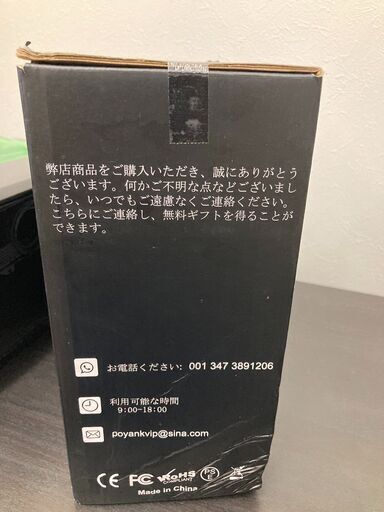 弊店商品をご購入いただき、誠にありがとう
ございます。何かご不明な点などございまし
たら、いつでもご遠慮なくご連絡ください。
こちらにご連絡し、無料ギフトを得ることが
できます。
お電話ください: 001 347 3891206
利用可能な時間
9:00-18:00
poyankvip@sina.com
CE FC RoHS PSE
COMPLIANT
Made in China